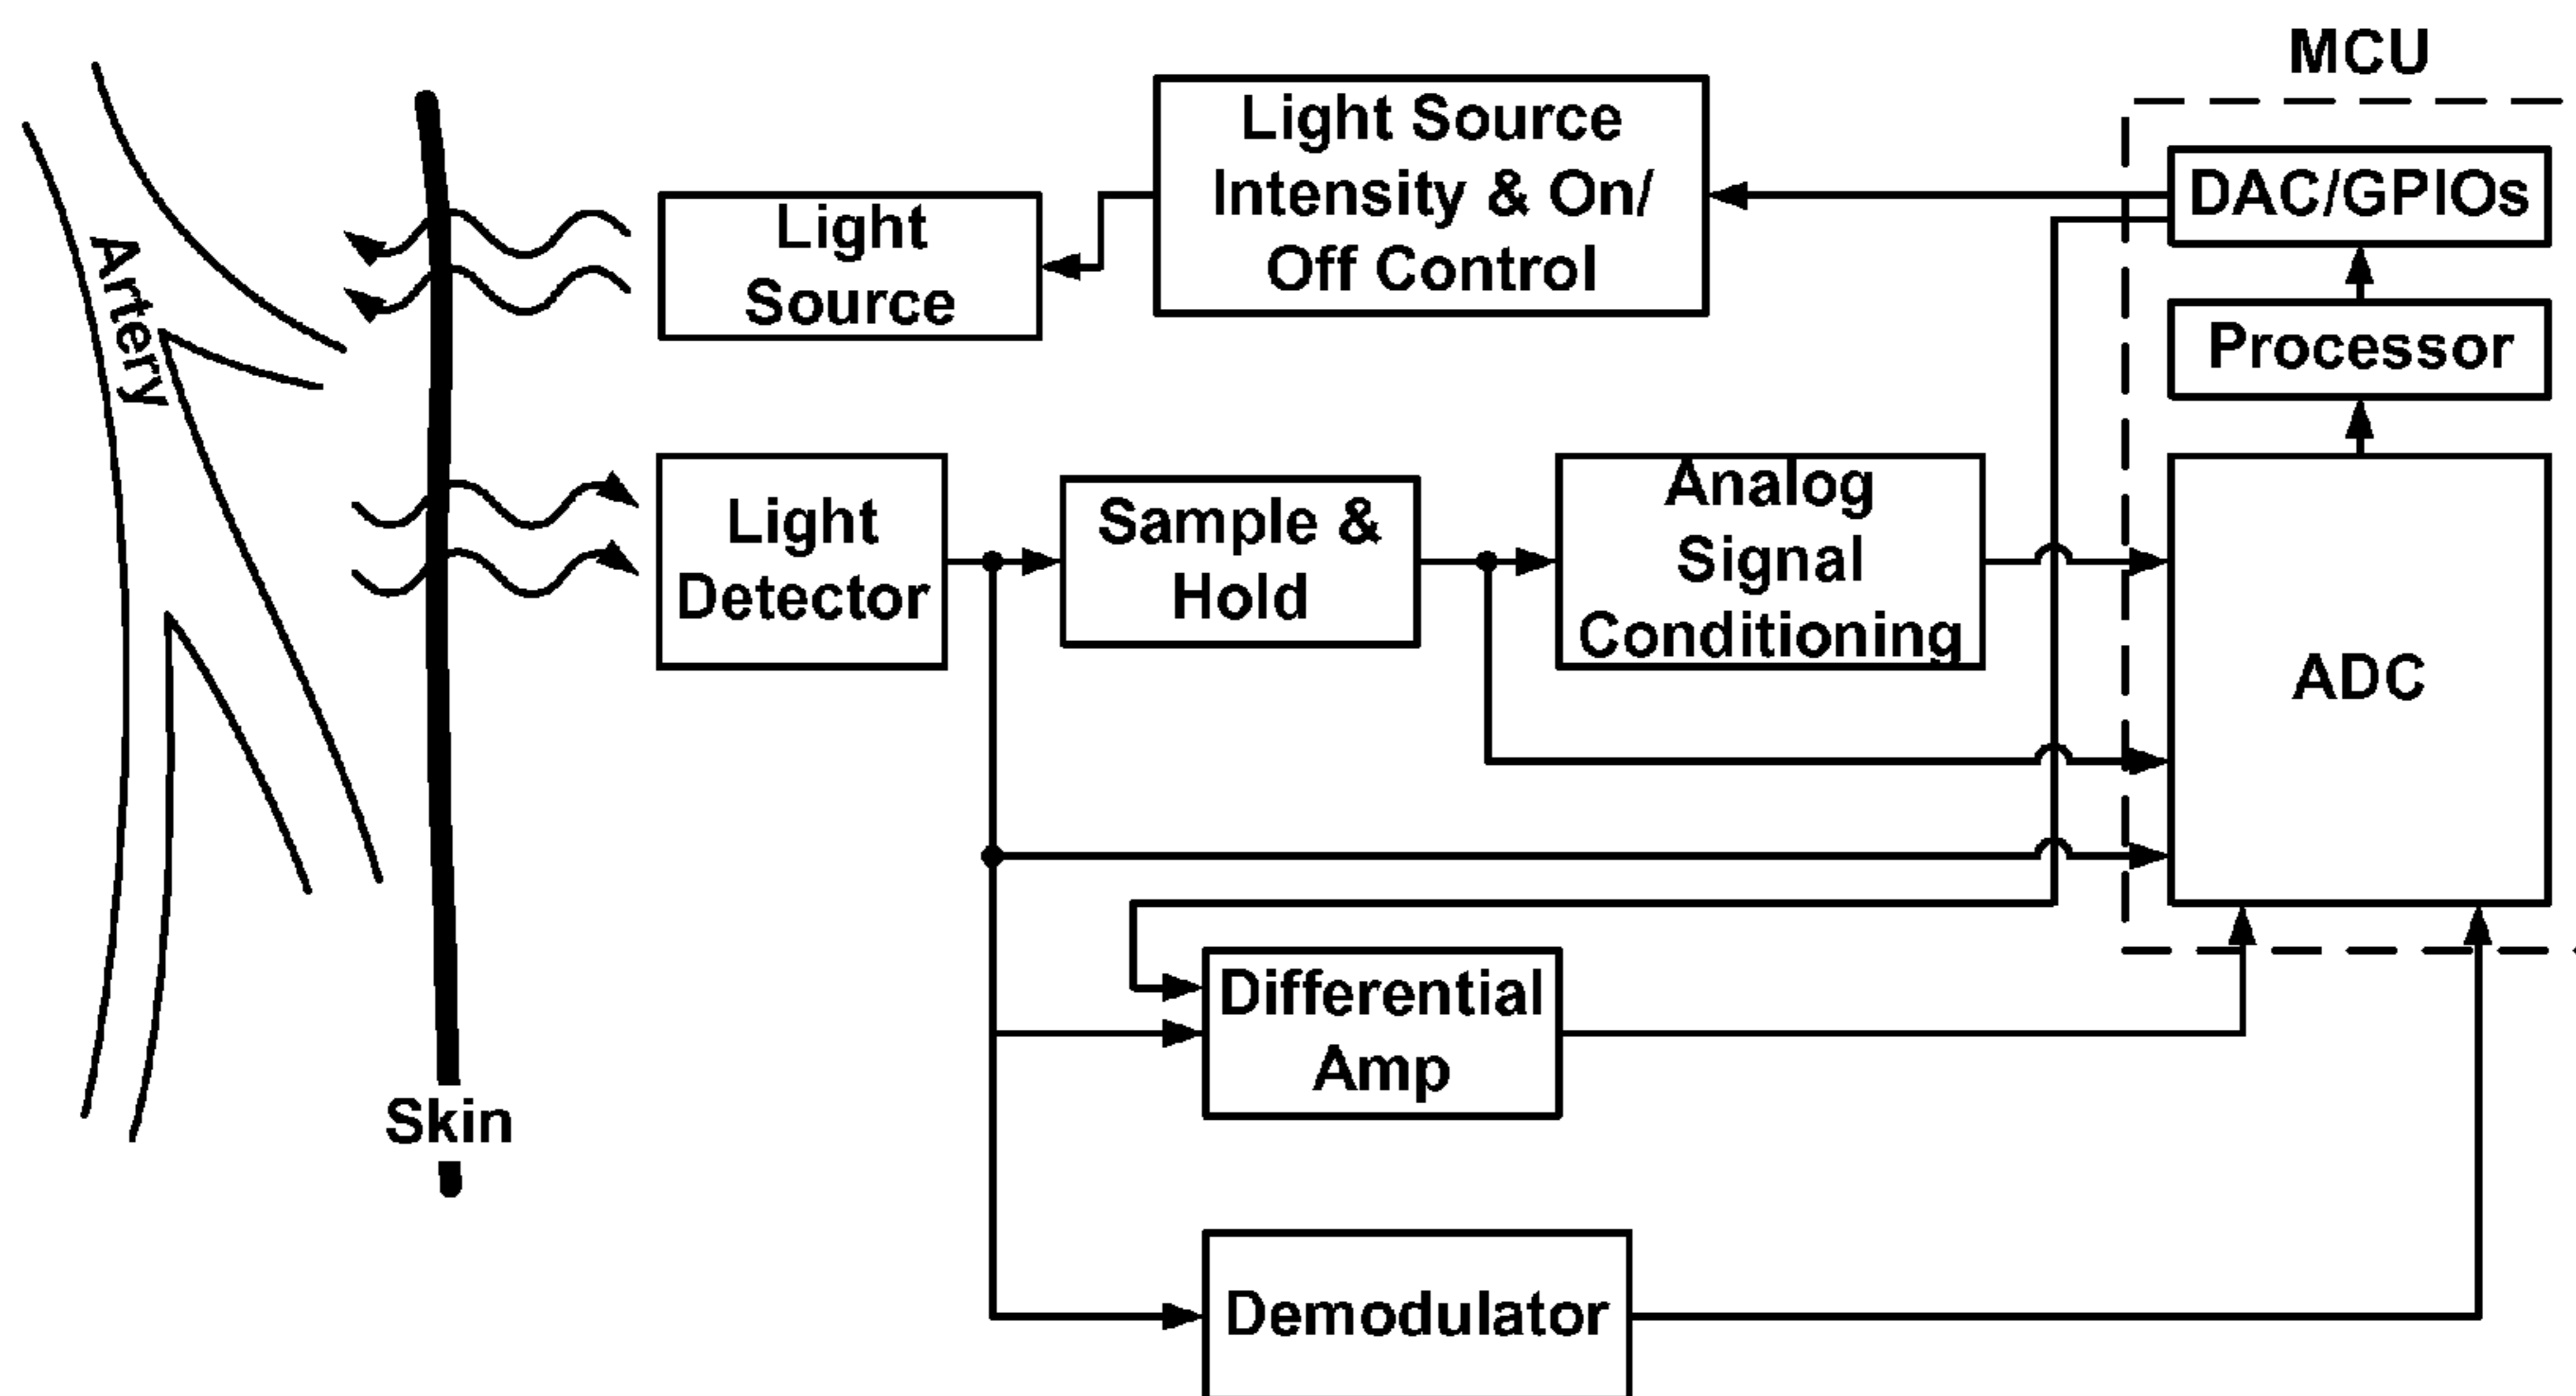 MCU
Light Source
Intensity & On/
Off Control
DAC/GPIOs
Light
Source
Processor
Artery
Light
Detector
Sample &
Hold
Analog
Signal
Conditioning
ADC
Differential
Amp
Skin
Demodulator